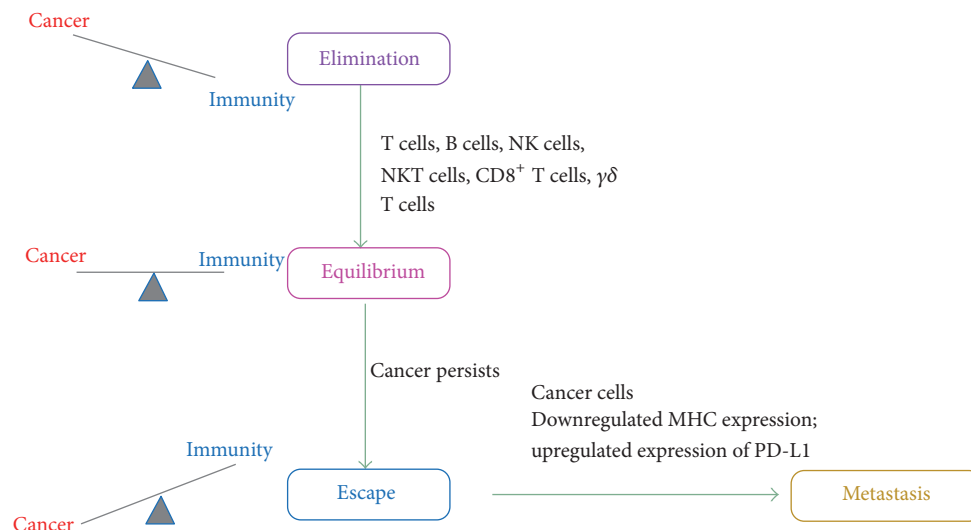 Cancer
Elimination
Immunity
T cells, B cells, NK cells,
NKT cells, CD8⁺ T cells, γδ
T cells
Cancer
Immunity
Equilibrium
Cancer persists
Cancer cells
Downregulated MHC expression;
upregulated expression of PD-L1
Immunity
Escape
Metastasis
Cancer